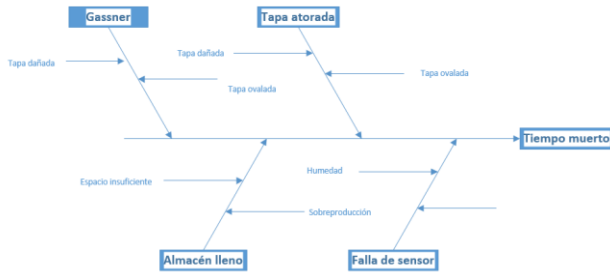 Gassner
Tapa atorada
Tapa dañada
Tapa dañada
Tapa ovalada
Tapa ovalada
Tiempo muerto
Espacio insuficiente
Humedad
Sobreproducción
Almacén lleno
Falla de sensor